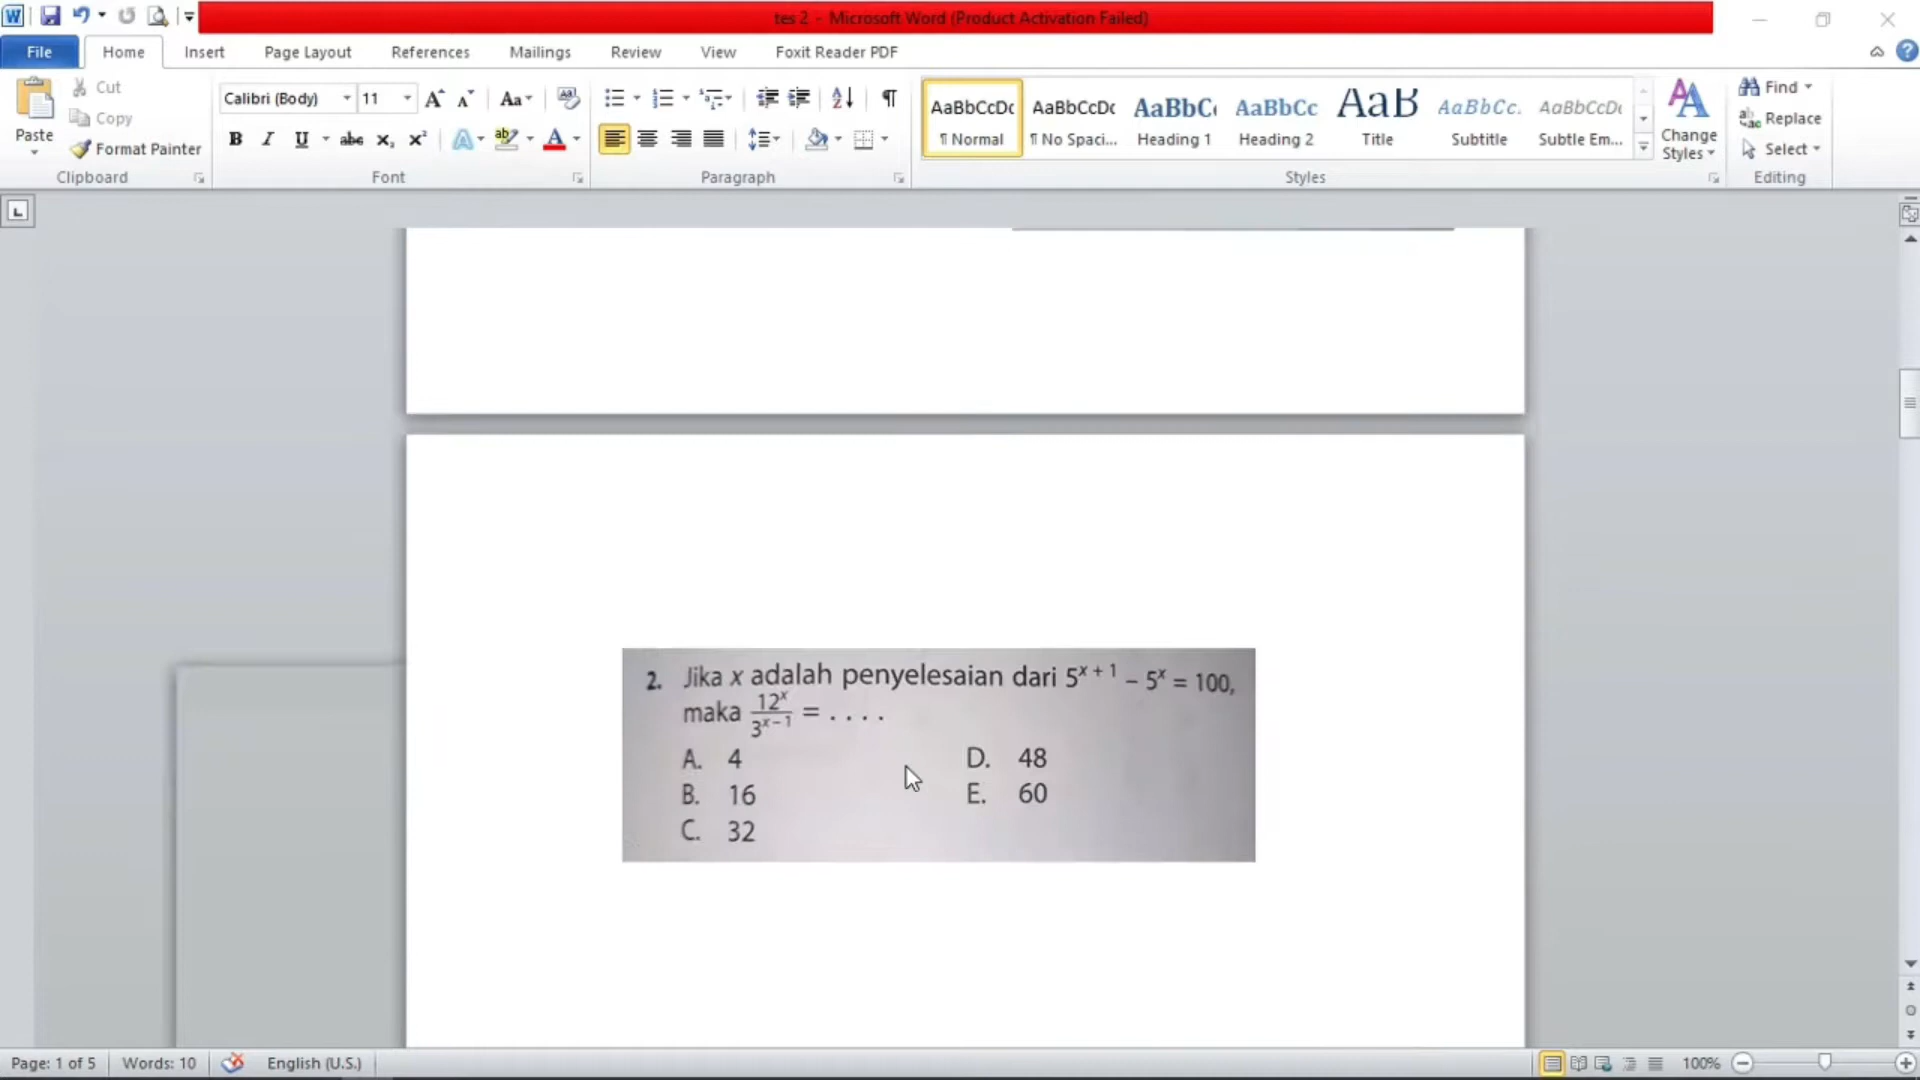 tes 2 - Microsoft Word (Product Activation Failed)
File Home Insert Page Layout References Mailings Review View Foxit Reader PDF
Cut
Copy
Paste
Format Painter
Clipboard
Calibri (Body) 11
Font
Paragraph
AaBbCcDc AaBbCcDc AaBbC AaBbCc AaB AaBbCc. AaBbCcDc
¶ Normal ¶ No Spaci... Heading 1 Heading 2 Title Subtitle Subtle Em...
Styles
Change Styles
Find
Replace
Select
Editing
2. Jika x adalah penyelesaian dari 5ˣ⁺¹ – 5ˣ = 100,
maka 12ˣ/3ˣ⁻¹ = . . . .
A. 4 D. 48
B. 16 E. 60
C. 32
Page: 1 of 5 Words: 10 English (U.S.) 100%